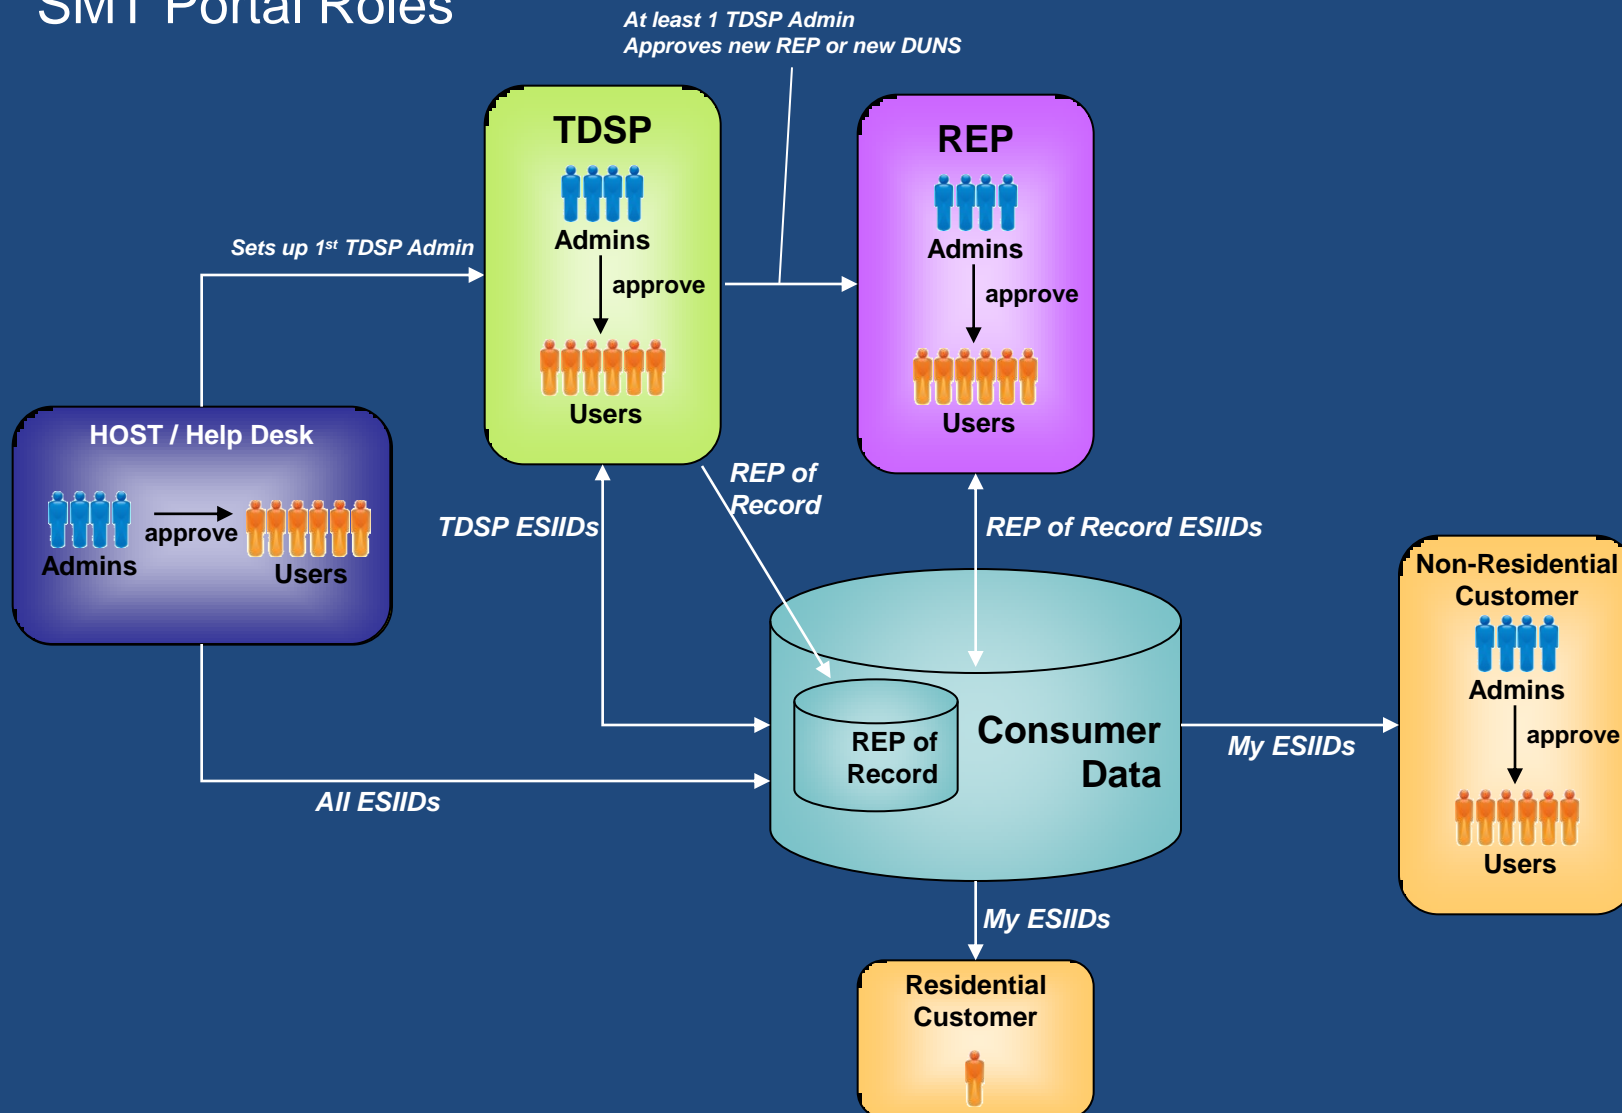 SMT Portal Roles
At least 1 TDSP Admin
Approves new REP or new DUNS
TDSP
Admins
approve
Users
REP
Admins
approve
Users
Sets up 1st TDSP Admin
HOST / Help Desk
Admins
approve
Users
TDSP ESIIDs
REP of
Record
REP of Record ESIIDs
All ESIIDs
REP of
Record
Consumer
Data
My ESIIDs
Non-Residential
Customer
Admins
approve
Users
My ESIIDs
Residential
Customer